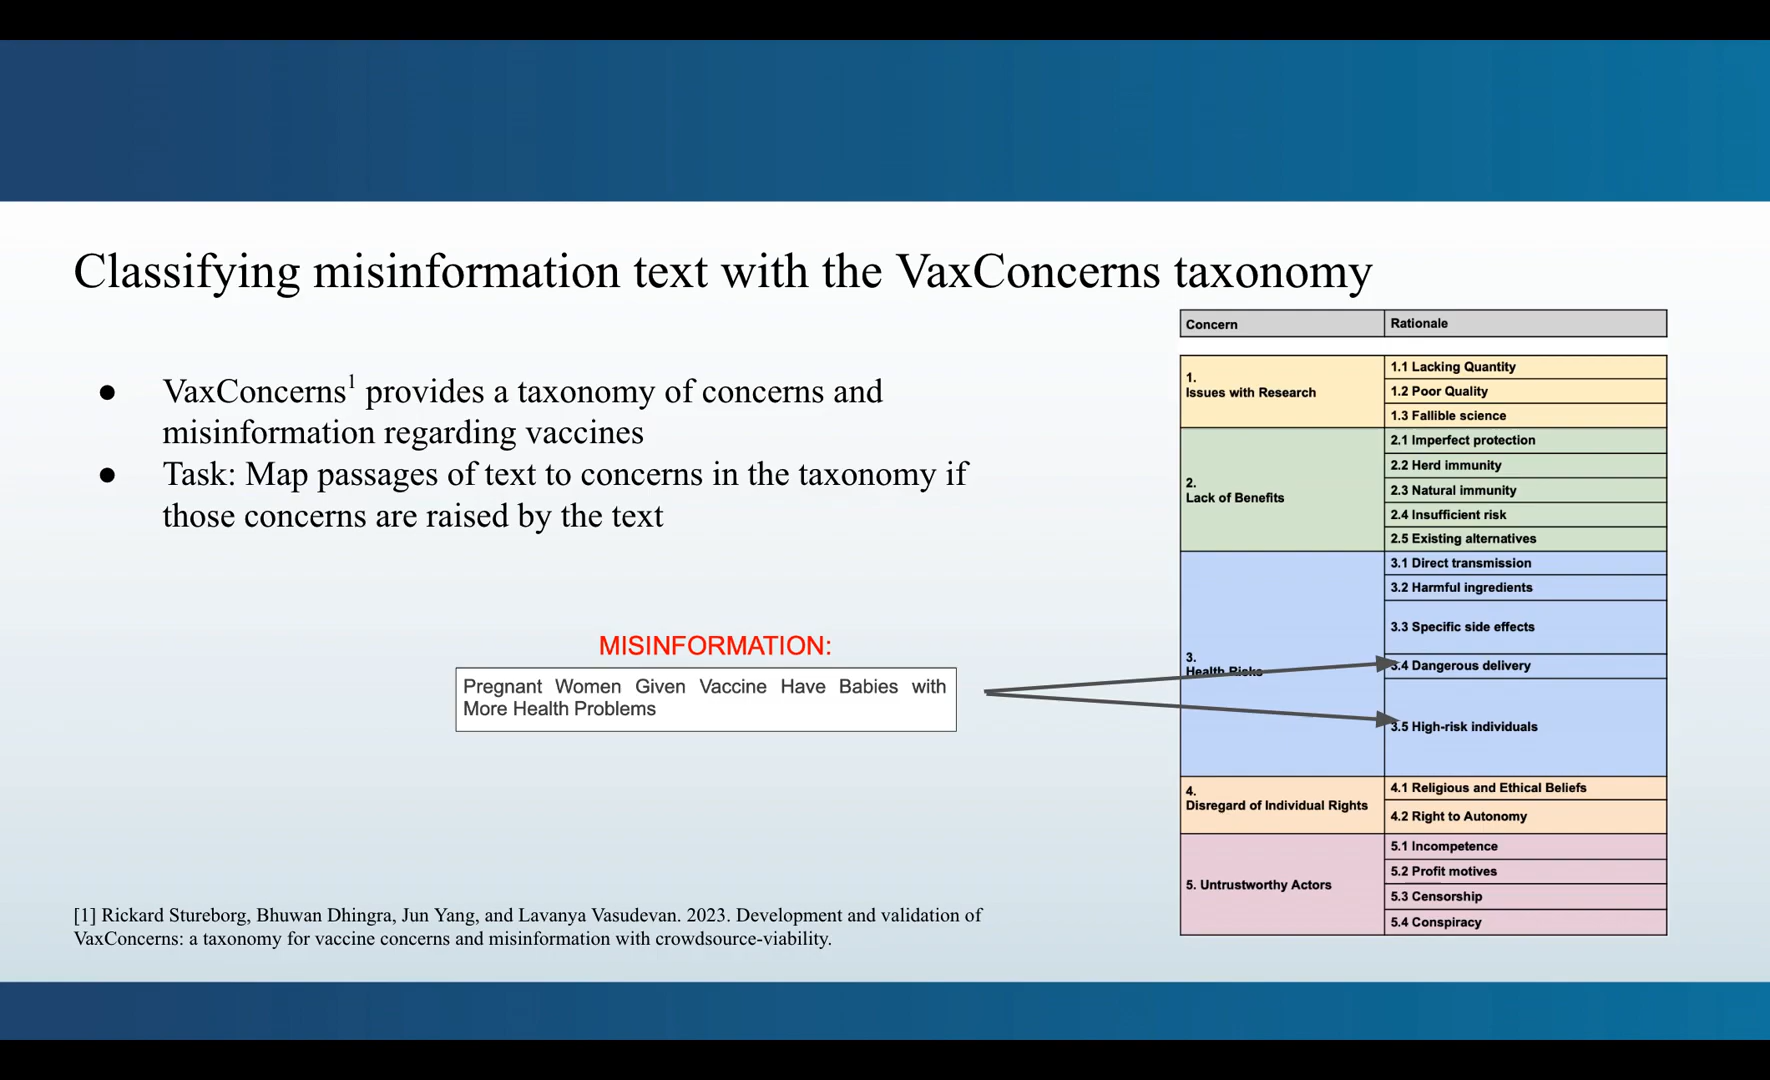 Classifying misinformation text with the VaxConcerns taxonomy
● VaxConcerns1 provides a taxonomy of concerns and
misinformation regarding vaccines
● Task: Map passages of text to concerns in the taxonomy if
those concerns are raised by the text
MISINFORMATION:
Pregnant Women Given Vaccine Have Babies with
More Health Problems
[1] Rickard Stureborg, Bhuwan Dhingra, Jun Yang, and Lavanya Vasudevan. 2023. Development and validation of
VaxConcerns: a taxonomy for vaccine concerns and misinformation with crowdsource-viability.
Concern
Rationale
1.
Issues with Research
1.1 Lacking Quantity
1.2 Poor Quality
1.3 Fallible science
2.
Lack of Benefits
2.1 Imperfect protection
2.2 Herd immunity
2.3 Natural immunity
2.4 Insufficient risk
2.5 Existing alternatives
3.
Health Risks
3.1 Direct transmission
3.2 Harmful ingredients
3.3 Specific side effects
3.4 Dangerous delivery
3.5 High-risk individuals
4.
Disregard of Individual Rights
4.1 Religious and Ethical Beliefs
4.2 Right to Autonomy
5. Untrustworthy Actors
5.1 Incompetence
5.2 Profit motives
5.3 Censorship
5.4 Conspiracy